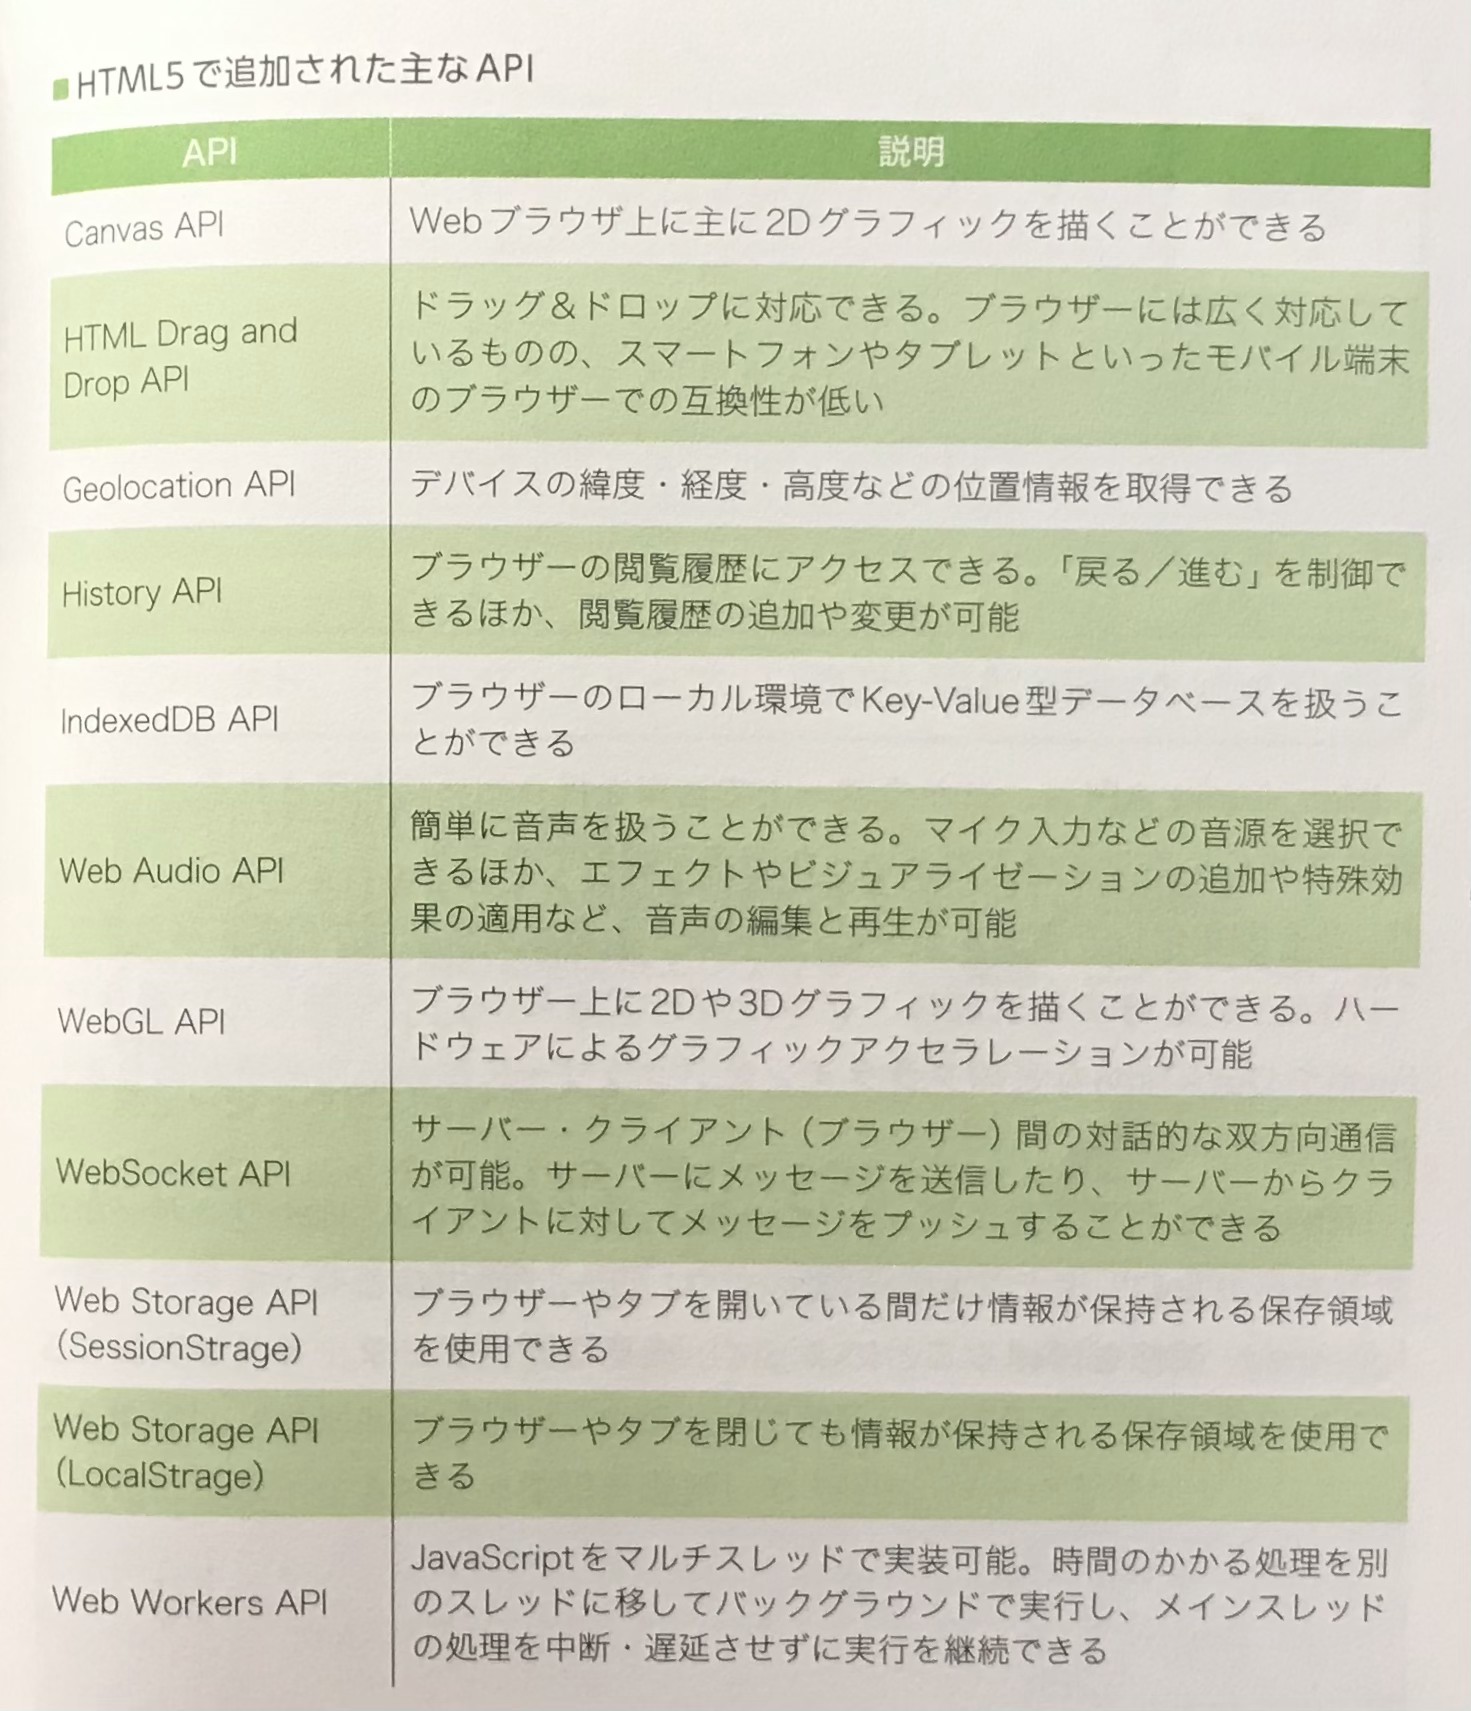 HTML5で追加された主なAPI
API
説明
Canvas API
Webブラウザ上に主に2Dグラフィックを描くことができる
HTML Drag and
Drop API
ドラッグ&ドロップに対応できる。ブラウザーには広く対応して
いるものの、スマートフォンやタブレットといったモバイル端末
のブラウザーでの互換性が低い
Geolocation API
デバイスの緯度・経度・高度などの位置情報を取得できる
History API
ブラウザーの閲覧履歴にアクセスできる。「戻る／進む」を制御で
きるほか、閲覧履歴の追加や変更が可能
IndexedDB API
ブラウザーのローカル環境でKey-Value型データベースを扱うこ
とができる
Web Audio API
簡単に音声を扱うことができる。マイク入力などの音源を選択で
きるほか、エフェクトやビジュアライゼーションの追加や特殊効
果の適用など、音声の編集と再生が可能
WebGL API
ブラウザー上に2Dや3Dグラフィックを描くことができる。ハー
ドウェアによるグラフィックアクセラレーションが可能
WebSocket API
サーバー・クライアント（ブラウザー）間の対話的な双方向通信
が可能。サーバーにメッセージを送信したり、サーバーからクラ
イアントに対してメッセージをプッシュすることができる
Web Storage API
（SessionStrage）
ブラウザーやタブを開いている間だけ情報が保持される保存領域
を使用できる
Web Storage API
（LocalStrage）
ブラウザーやタブを閉じても情報が保持される保存領域を使用で
きる
Web Workers API
JavaScriptをマルチスレッドで実装可能。時間のかかる処理を別
のスレッドに移してバックグラウンドで実行し、メインスレッド
の処理を中断・遅延させずに実行を継続できる